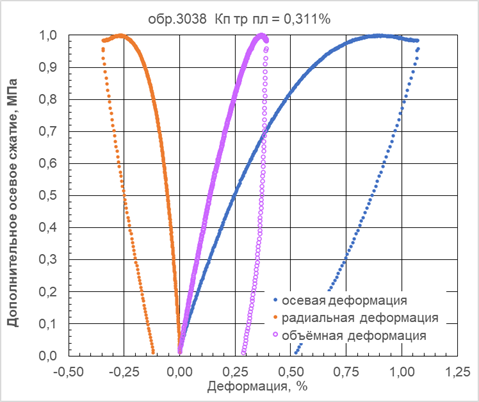 обр.3038 Кп тр пл = 0,311%
Дополнительное осевое сжатие, МПа
1,0
0,9
0,8
0,7
0,6
0,5
0,4
0,3
0,2
0,1
0,0
осевая деформация
радиальная деформация
объёмная деформация
-0,50 -0,25 0,00 0,25 0,50 0,75 1,00 1,25
Деформация, %